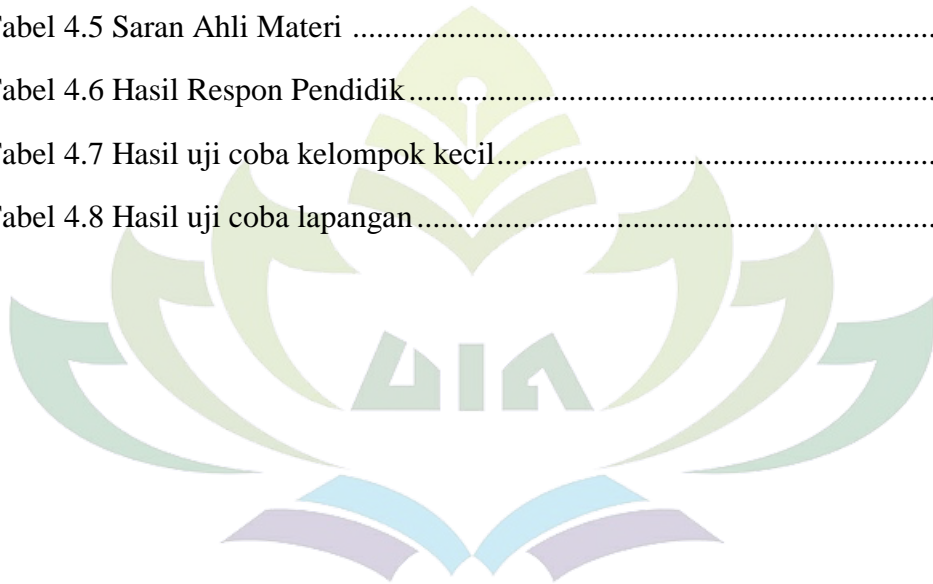 Tabel 4.5 Saran Ahli Materi ................................................................................
Tabel 4.6 Hasil Respon Pendidik................................................................................
Tabel 4.7 Hasil uji coba kelompok kecil................................................................
Tabel 4.8 Hasil uji coba lapangan................................................................................
UIN